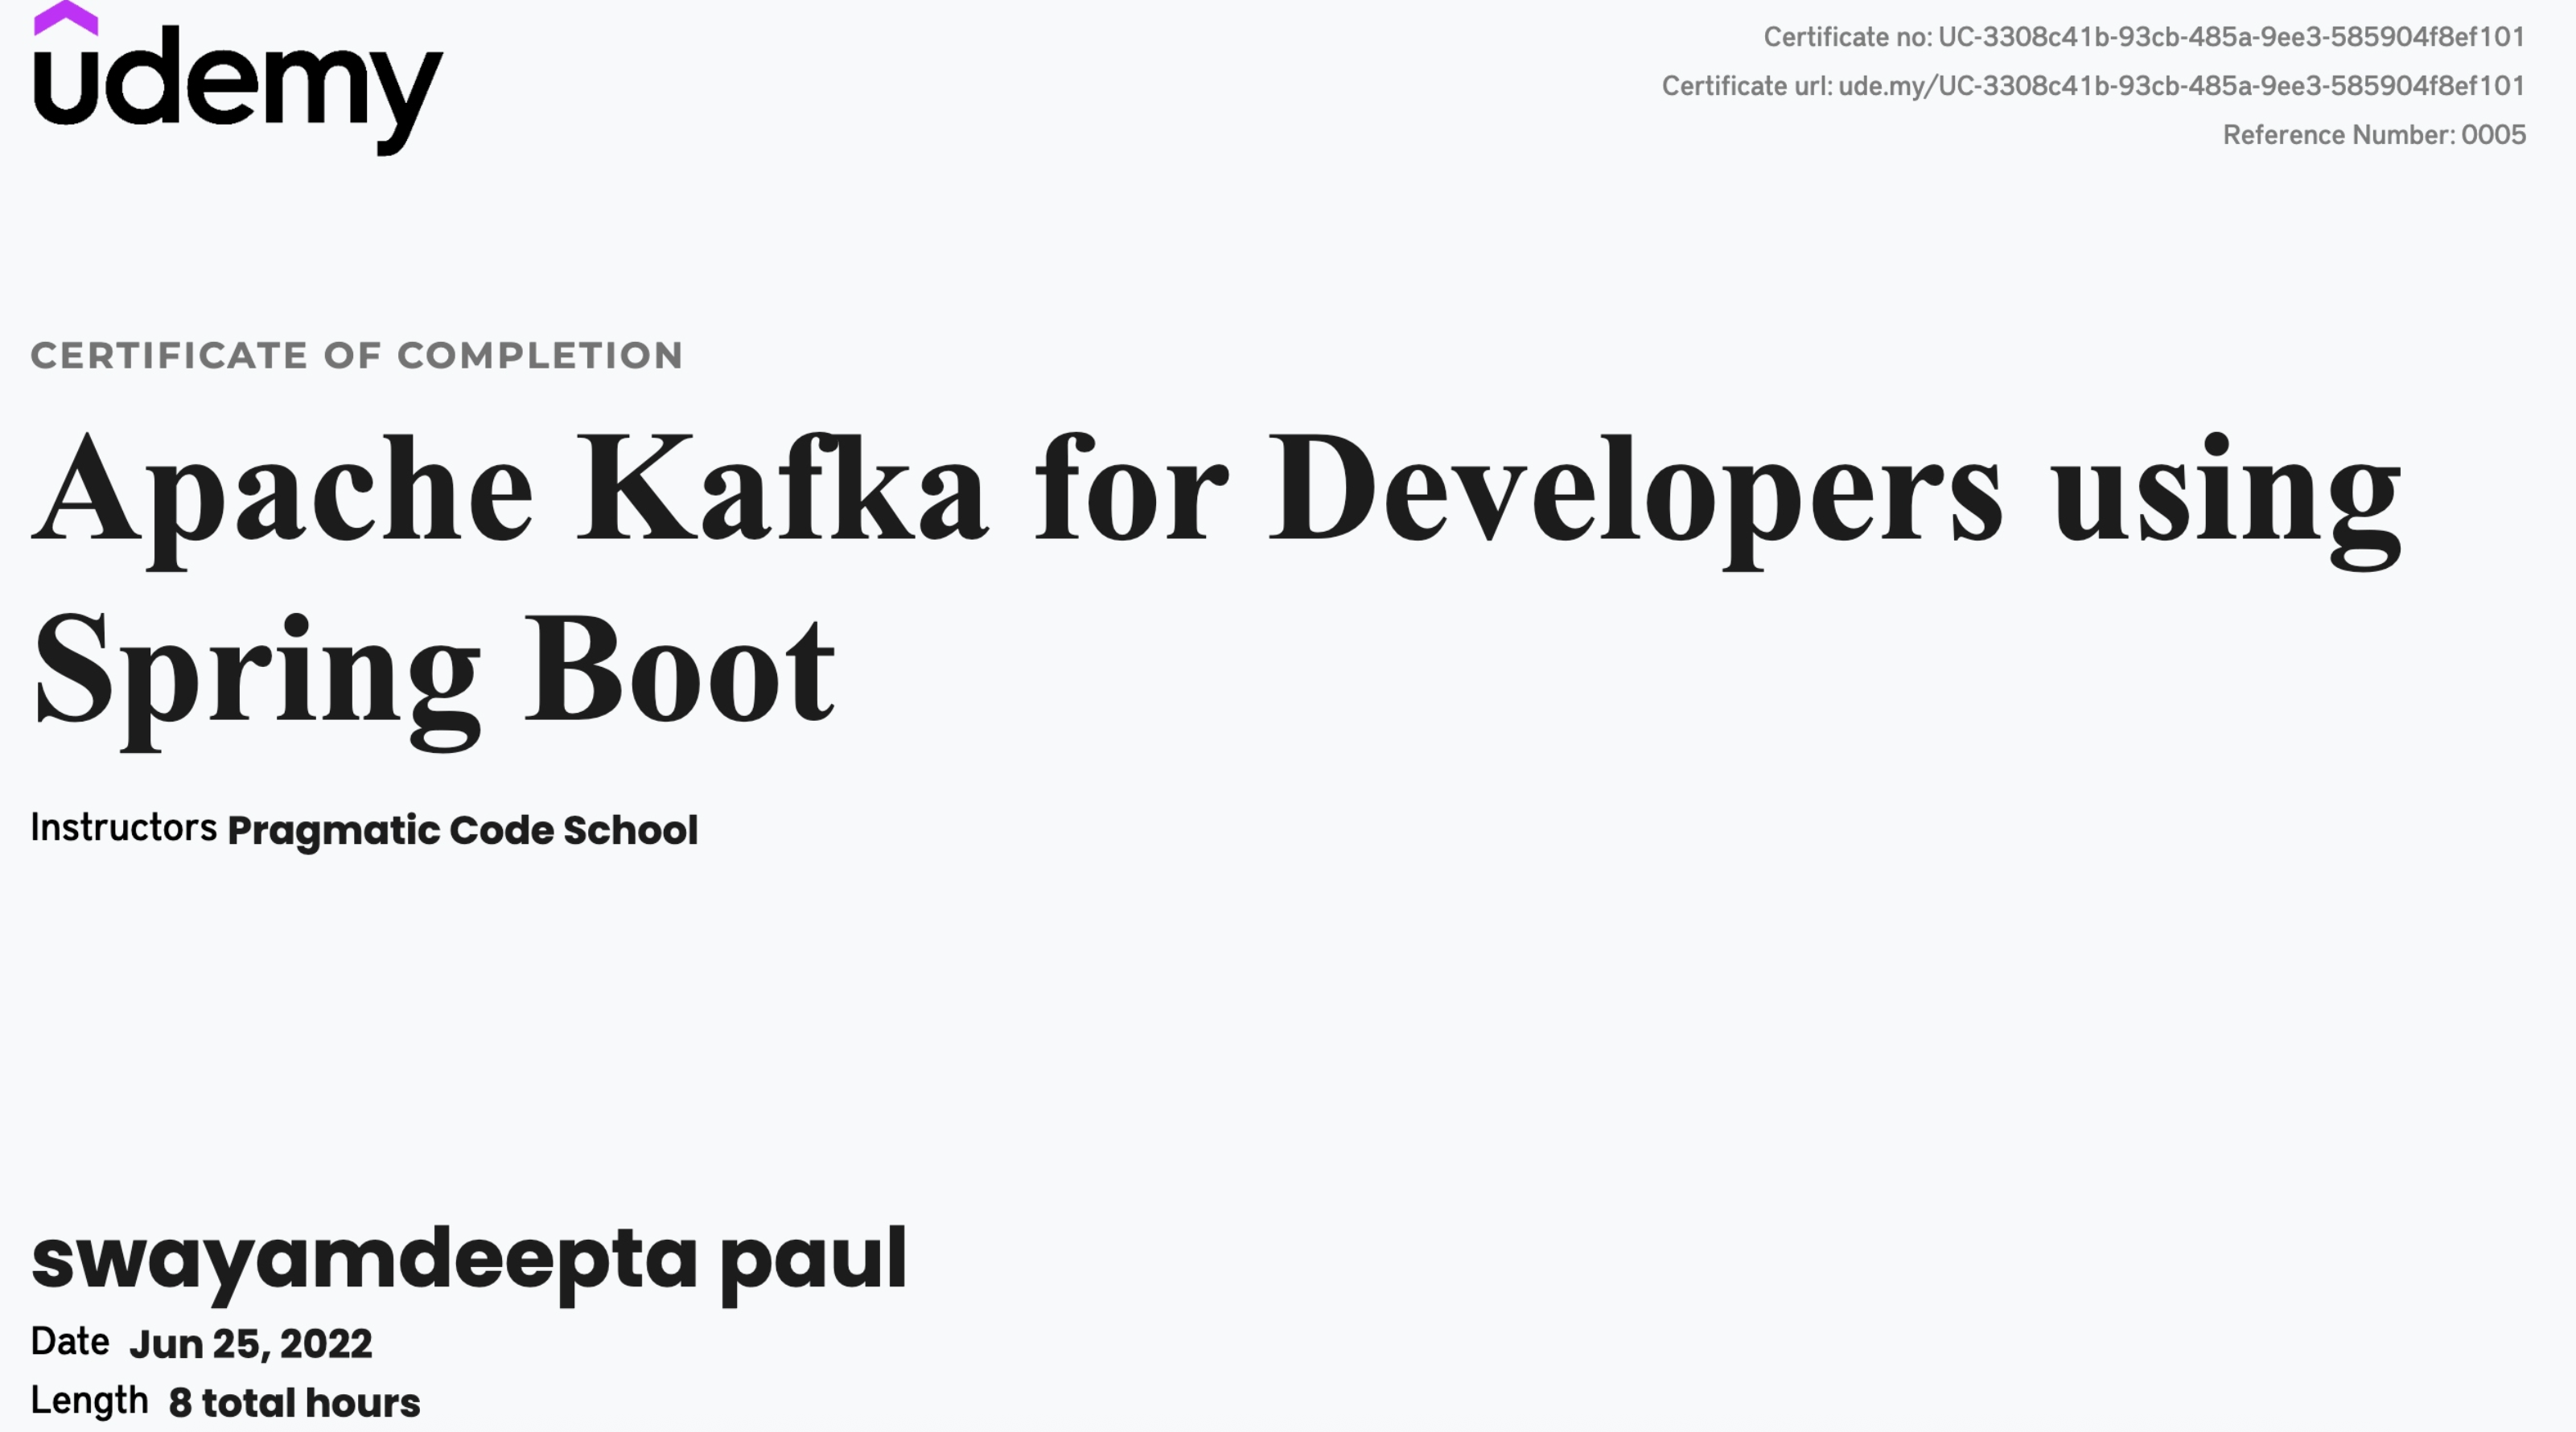 udemy
Certificate no: UC-3308c41b-93cb-485a-9ee3-585904f8ef101
Certificate url: ude.my/UC-3308c41b-93cb-485a-9ee3-585904f8ef101
Reference Number: 0005
CERTIFICATE OF COMPLETION
Apache Kafka for Developers using
Spring Boot
Instructors Pragmatic Code School
swayamdeepta paul
Date Jun 25, 2022
Length 8 total hours